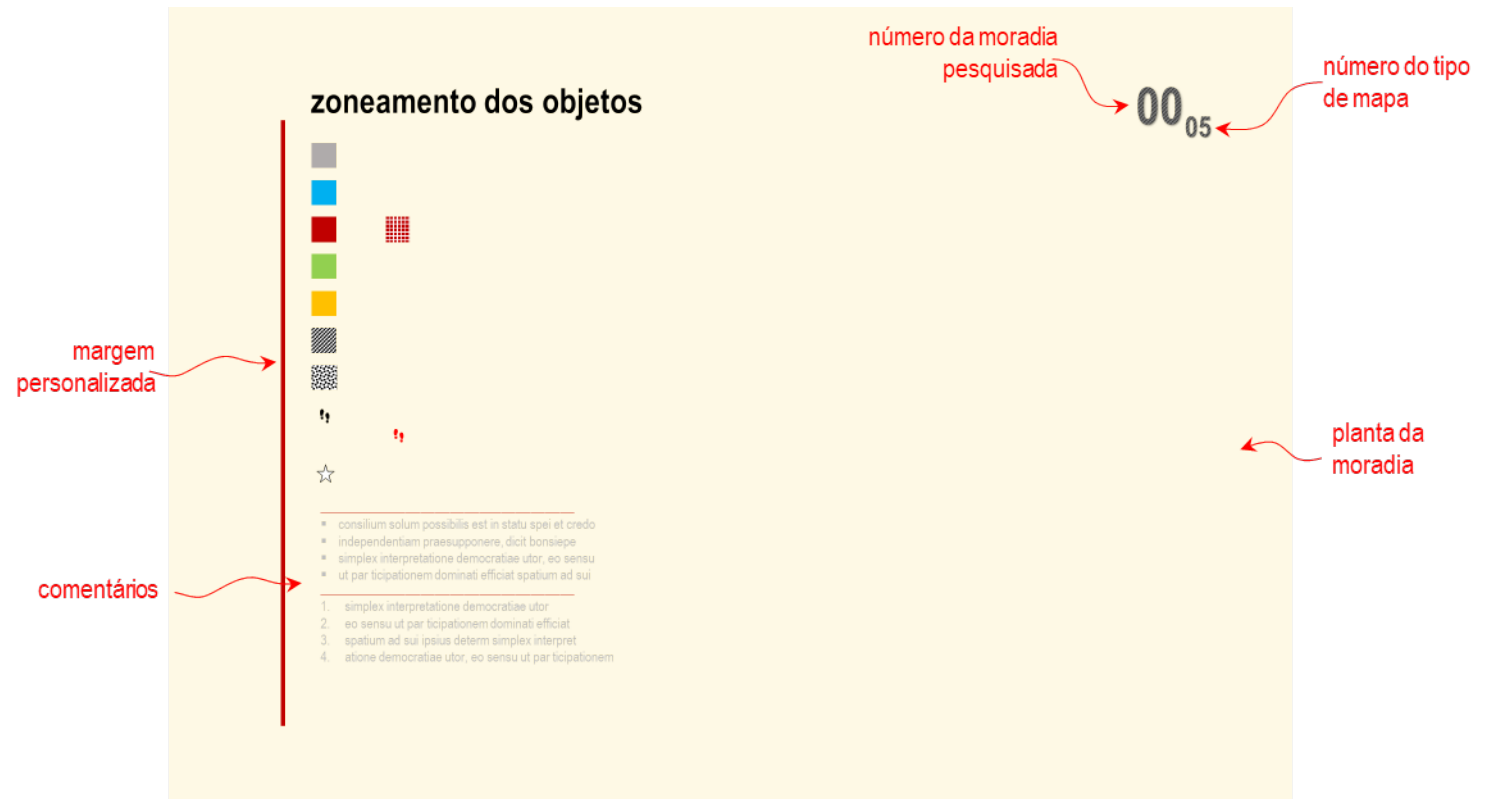 número da moradia
pesquisada
número do tipo
de mapa
zoneamento dos objetos
00
05
margem
personalizada
planta da
moradia
comentários
▪ consilium solum possibilis est in statu spei et credo
▪ independentiam praesupponere, dicit bonsiepe
▪ simplex interpretatione democratiae utor, eo sensu
▪ ut par ticipationem dominati efficiat spatium ad sui
1. simplex interpretatione democratiae utor
2. eo sensu ut par ticipationem dominati efficiat
3. spatium ad sui ipsius determ simplex interpret
4. atione democratiae utor, eo sensu ut par ticipationem